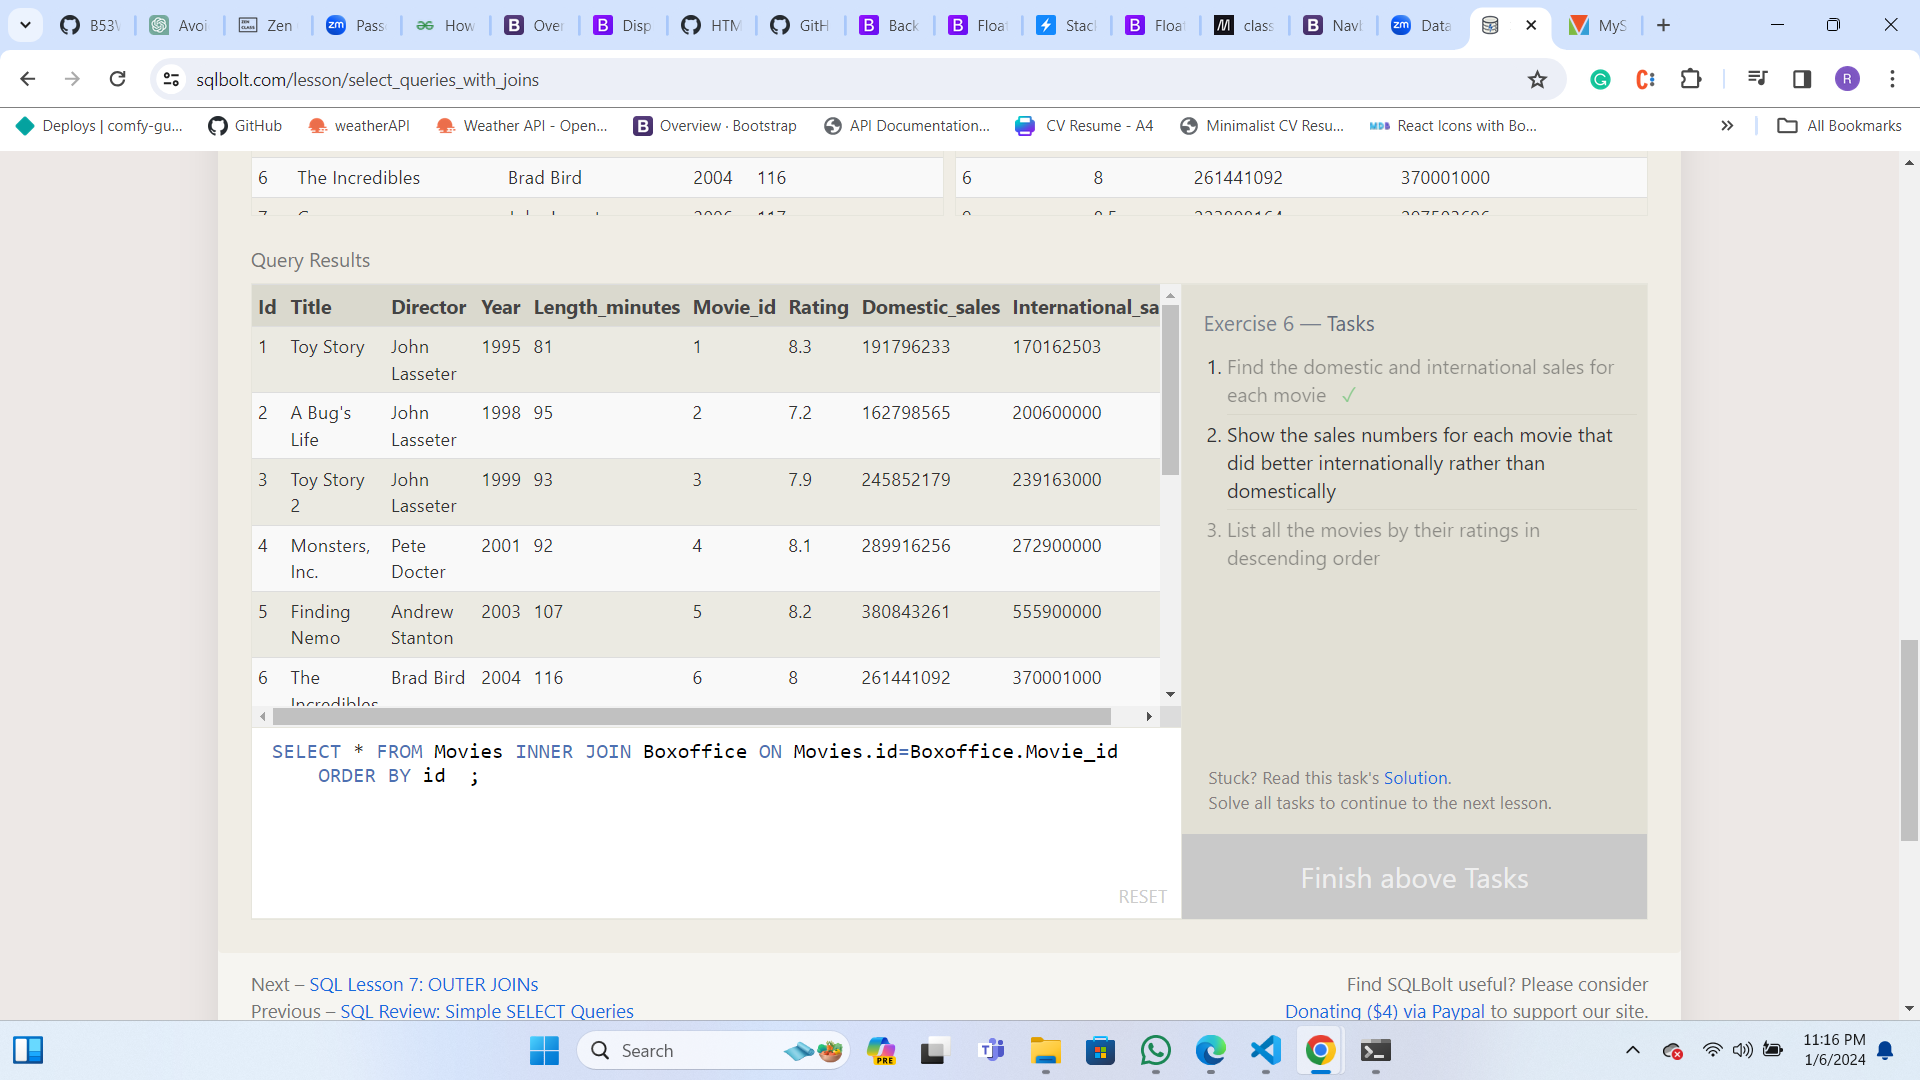 B53V
Avoi
Zen
Pass
How
Over
Disp
HTM
GitH
Back
Floa
Stac
Floa
class
Navb
Data
MyS
sqlbolt.com/lesson/select_queries_with_joins
R
Deploys | comfy-gu...
GitHub
weatherAPI
Weather API - Open...
Overview · Bootstrap
API Documentation...
CV Resume - A4
Minimalist CV Resu...
React Icons with Bo...
All Bookmarks
6 The Incredibles Brad Bird 2004 116
6 8 261441092 370001000
Query Results
Id Title Director Year Length_minutes Movie_id Rating Domestic_sales International_sa
1 Toy Story John Lasseter 1995 81 1 8.3 191796233 170162503
2 A Bug's Life John Lasseter 1998 95 2 7.2 162798565 200600000
3 Toy Story 2 John Lasseter 1999 93 3 7.9 245852179 239163000
4 Monsters, Inc. Pete Docter 2001 92 4 8.1 289916256 272900000
5 Finding Nemo Andrew Stanton 2003 107 5 8.2 380843261 555900000
6 The Incredibles Brad Bird 2004 116 6 8 261441092 370001000
SELECT * FROM Movies INNER JOIN Boxoffice ON Movies.id=Boxoffice.Movie_id
ORDER BY id ;
RESET
Exercise 6 — Tasks
1. Find the domestic and international sales for
each movie ✓
2. Show the sales numbers for each movie that
did better internationally rather than
domestically
3. List all the movies by their ratings in
descending order
Stuck? Read this task's Solution.
Solve all tasks to continue to the next lesson.
Finish above Tasks
Next – SQL Lesson 7: OUTER JOINs
Previous – SQL Review: Simple SELECT Queries
Find SQLBolt useful? Please consider
Donating ($4) via Paypal to support our site.
Search
PRE
11:16 PM
1/6/2024